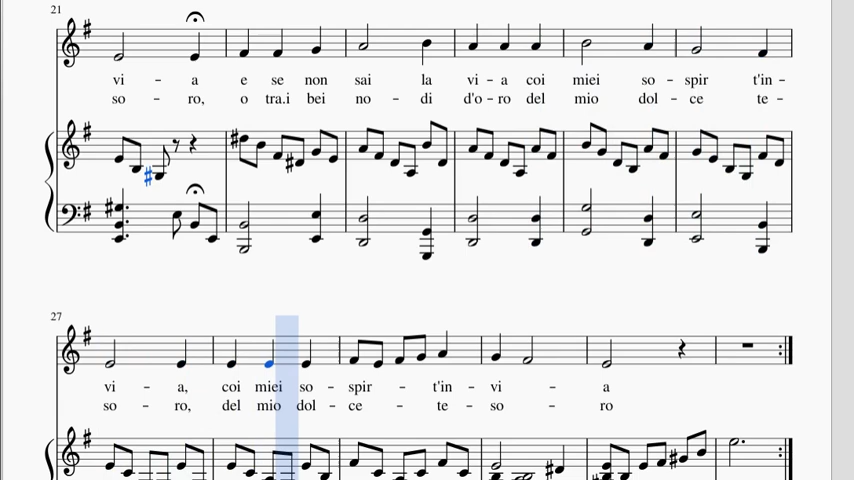 21
vi - a e se non sai la vi - a coi miei so - spir t'in -
so - ro, o tra.i bei no - di d'o - ro del mio dol - ce te -
27
vi - a, coi miei so - spir - t'in - vi - a
so - ro, del mio dol - ce - te - so - ro